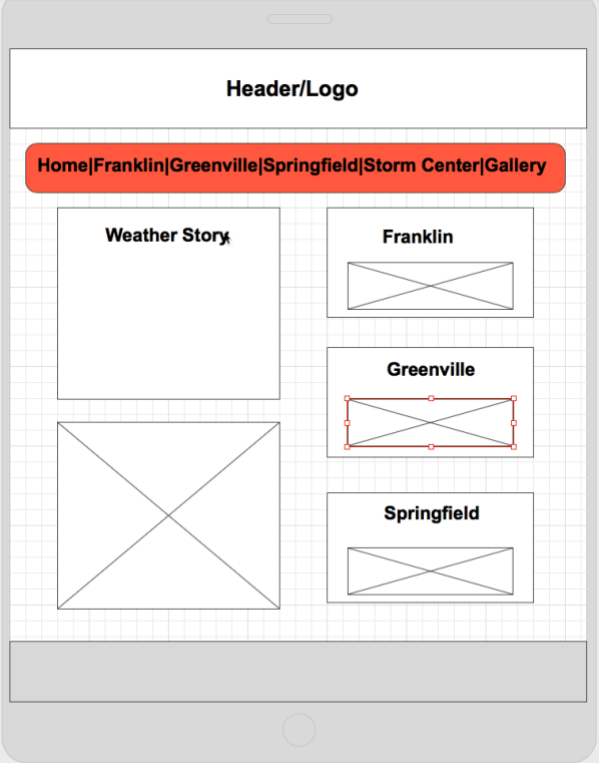 Header/Logo
Home|Franklin|Greenville|Springfield|Storm Center|Gallery
Weather Story
Franklin
Greenville
Springfield